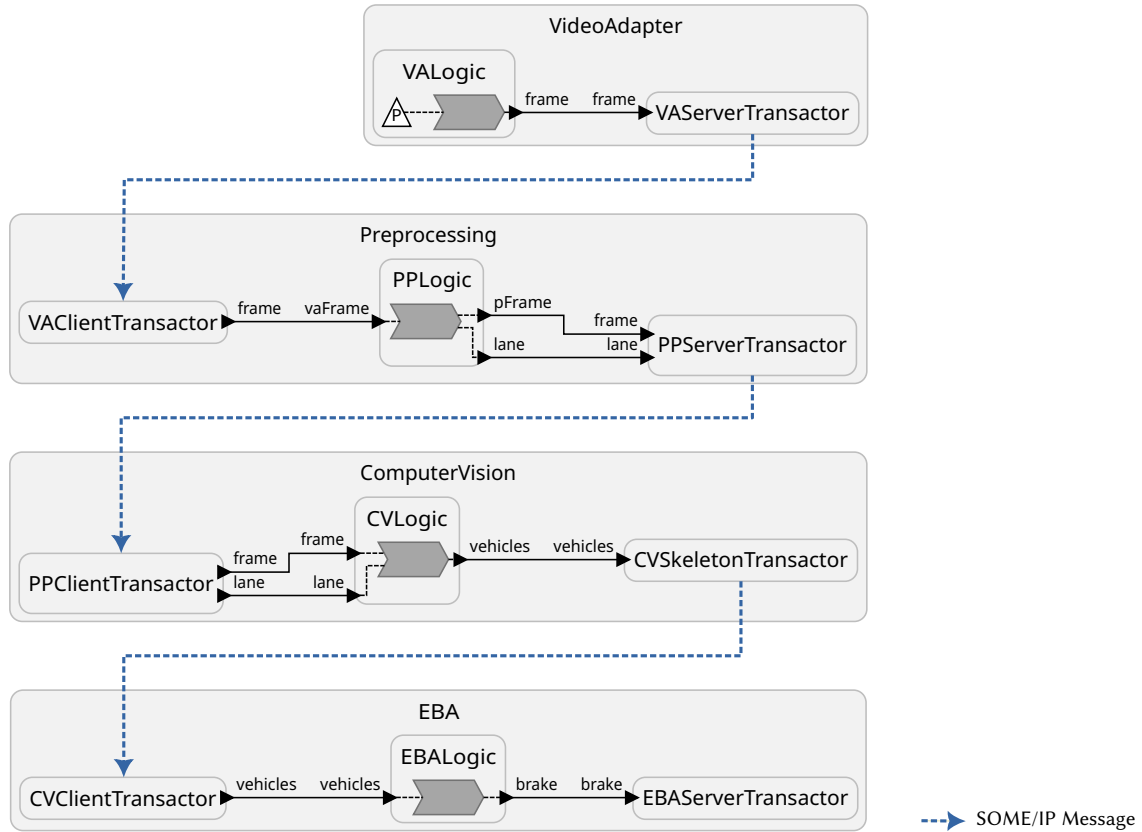 VideoAdapter
VALogic
P
frame frame
VAServerTransactor
Preprocessing
PPLogic
VAClientTransactor
frame vaFrame
pFrame
frame
lane lane
PPServerTransactor
ComputerVision
CVLogic
PPClientTransactor
frame
frame
lane lane
vehicles vehicles
CVSkeletonTransactor
EBA
EBALogic
CVClientTransactor
vehicles vehicles
brake brake
EBAServerTransactor
SOME/IP Message